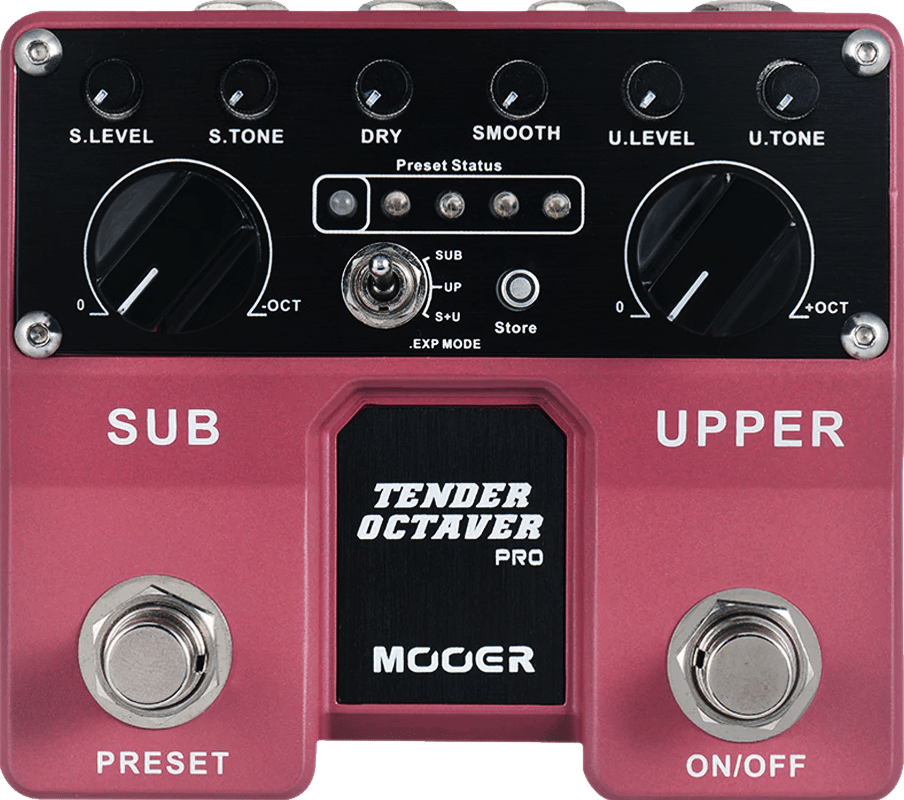 S.LEVEL
S.TONE
DRY
SMOOTH
U.LEVEL
U.TONE
Preset Status
SUB
UP
S+U
.EXP MODE
Store
0
-OCT
0
+OCT
SUB
UPPER
TENDER
OCTAVER
PRO
MOOER
PRESET
ON/OFF